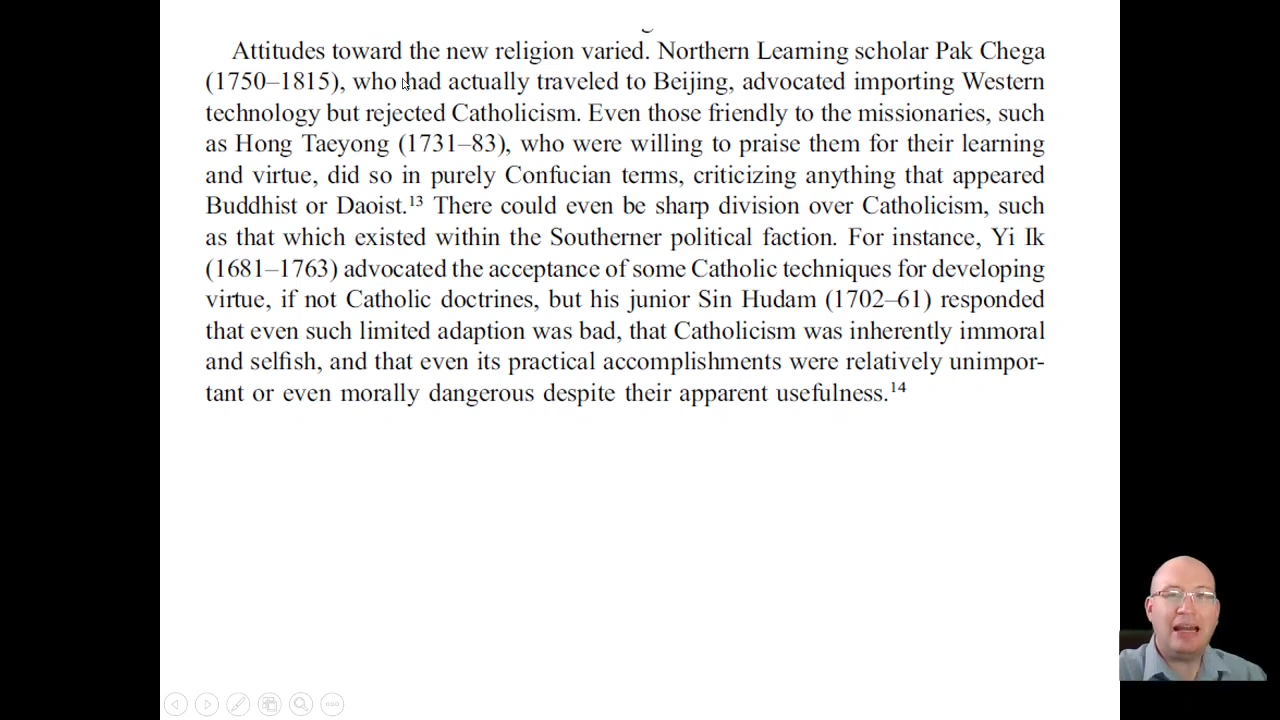 Attitudes toward the new religion varied. Northern Learning scholar Pak Chega
(1750–1815), who had actually traveled to Beijing, advocated importing Western
technology but rejected Catholicism. Even those friendly to the missionaries, such
as Hong Taeyong (1731–83), who were willing to praise them for their learning
and virtue, did so in purely Confucian terms, criticizing anything that appeared
Buddhist or Daoist.¹³ There could even be sharp division over Catholicism, such
as that which existed within the Southerner political faction. For instance, Yi Ik
(1681–1763) advocated the acceptance of some Catholic techniques for developing
virtue, if not Catholic doctrines, but his junior Sin Hudam (1702–61) responded
that even such limited adaption was bad, that Catholicism was inherently immoral
and selfish, and that even its practical accomplishments were relatively unimpor-
tant or even morally dangerous despite their apparent usefulness.¹⁴